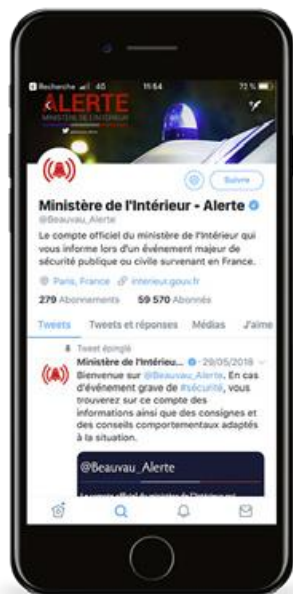 Recherche 4G 11:54 72 %
ALERTE
MINISTÈRE DE L'INTÉRIEUR
Suivre
Ministère de l'Intérieur - Alerte
@Beauvau_Alerte
Le compte officiel du ministère de l'Intérieur qui
vous informe lors d'un événement majeur de
sécurité publique ou civile survenant en France.
Paris, France interieur.gouv.fr
279 Abonnements 59 570 Abonnés
Tweets Tweets et réponses Médias J'aime
Tweet épinglé
Ministère de l'Intérieu... · 29/05/2018
Bienvenue sur @Beauvau_Alerte. En cas
d'événement grave de #sécurité, vous
trouverez sur ce compte des
informations ainsi que des consignes et
des conseils comportementaux adaptés
à la situation.
@Beauvau_Alerte